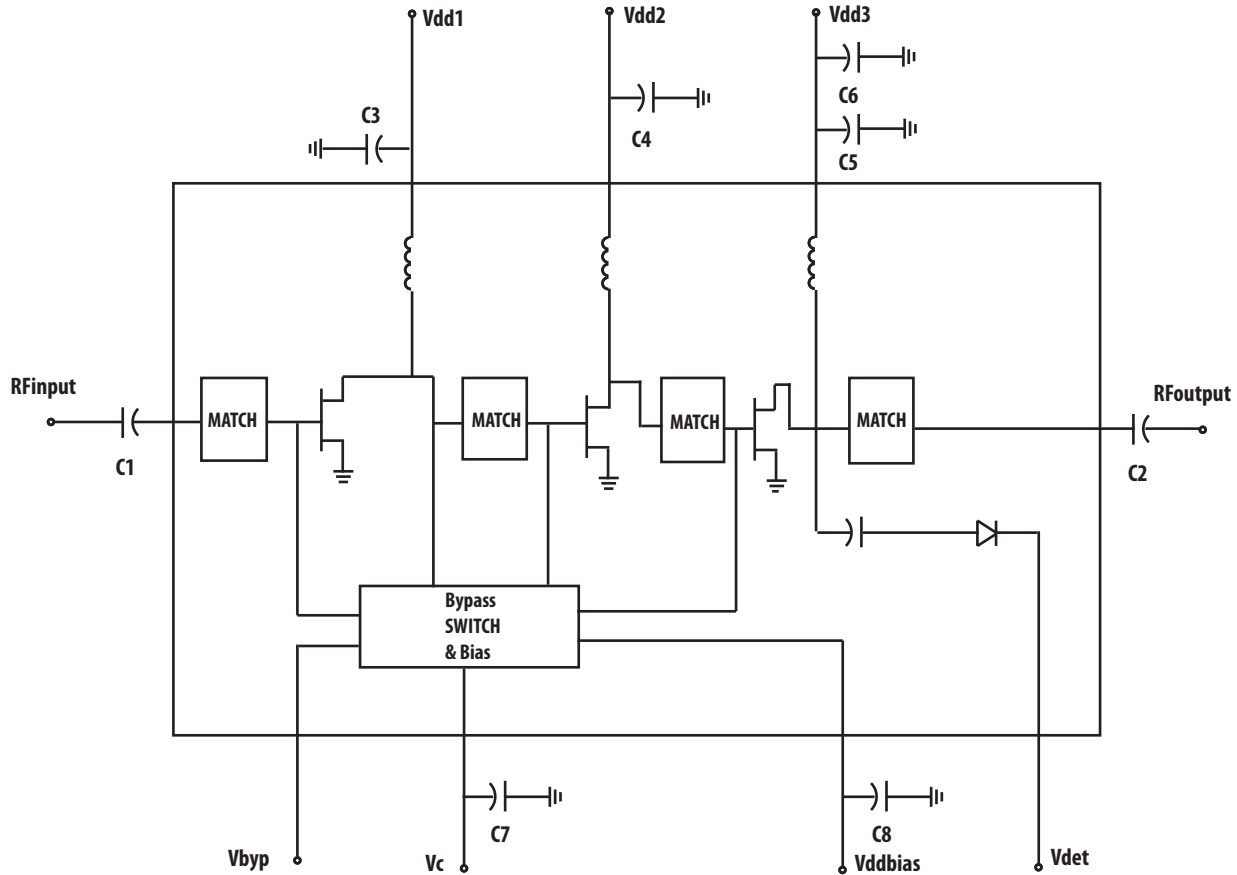 Vdd1
Vdd2
Vdd3
C3
C4
C6
C5
RFinput
MATCH
MATCH
MATCH
MATCH
RFoutput
C1
C2
Bypass
SWITCH
& Bias
C7
C8
Vbyp
Vc
Vddbias
Vdet